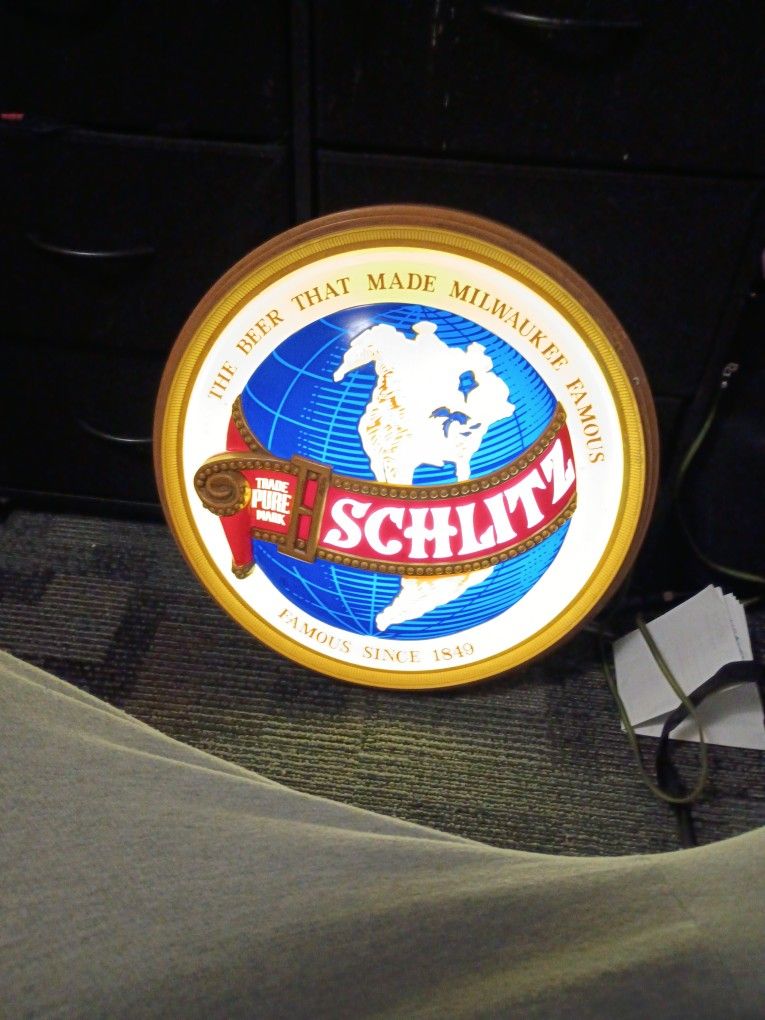 THE BEER THAT MADE MILWAUKEE FAMOUS
TRADE
PURE
MARK
SCHLITZ
FAMOUS SINCE 1849